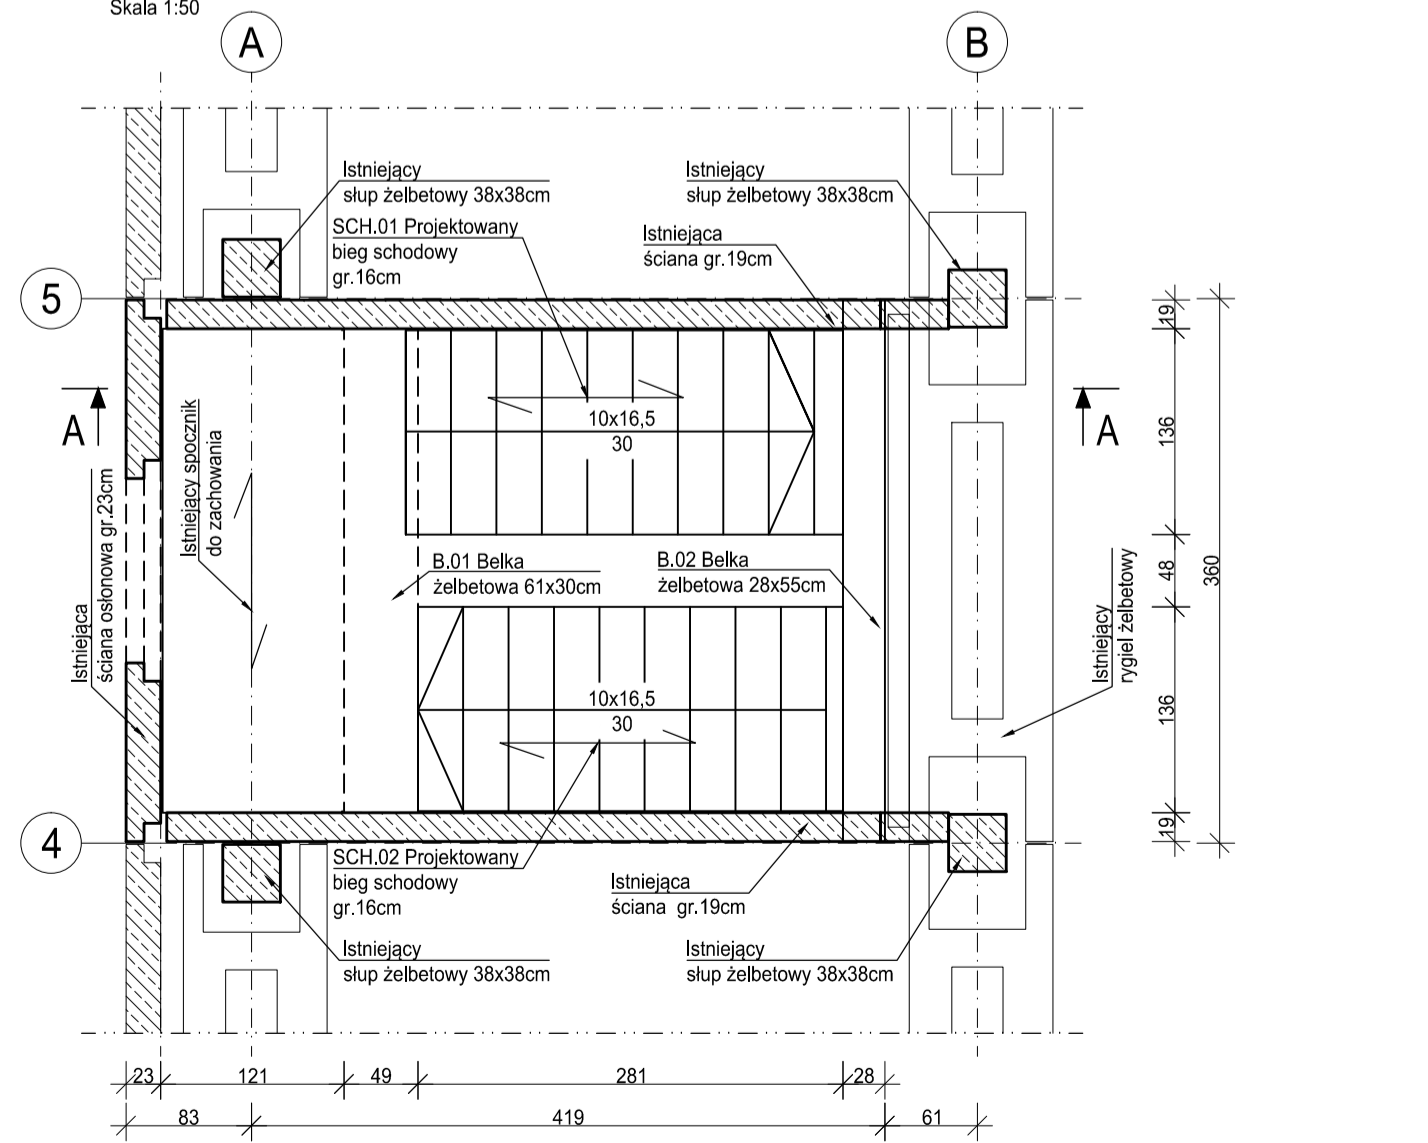 Skala 1:50
A
B
Istniejący
słup żelbetowy 38x38cm
Istniejący
słup żelbetowy 38x38cm
SCH.01 Projektowany
bieg schodowy
gr.16cm
Istniejąca
ściana gr.19cm
5
19
A
A
10x16,5
30
136
Istniejący spocznik
do zachowania
Istniejąca
ściana osłonowa gr.23cm
B.01 Belka
żelbetowa 61x30cm
B.02 Belka
żelbetowa 28x55cm
48
360
Istniejący
rygiel żelbetowy
10x16,5
30
136
19
4
SCH.02 Projektowany
bieg schodowy
gr.16cm
Istniejąca
ściana gr.19cm
Istniejący
słup żelbetowy 38x38cm
Istniejący
słup żelbetowy 38x38cm
23 121 49 281 28
83 419 61